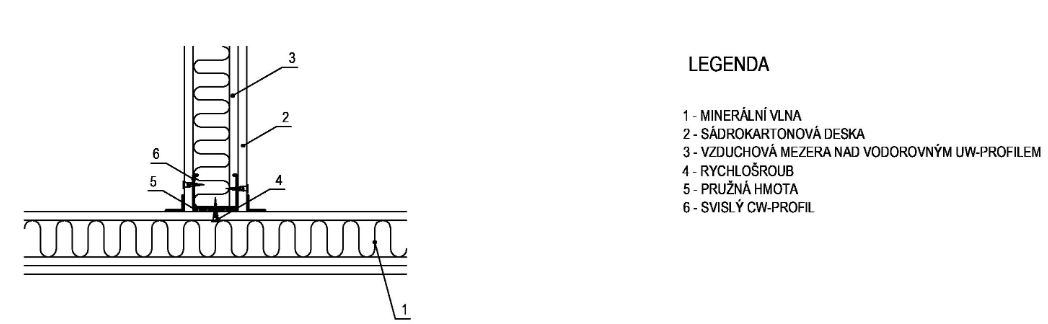 3
2
6
5
4
1
LEGENDA
1 - MINERÁLNÍ VLNA
2 - SÁDROKARTONOVÁ DESKA
3 - VZDUCHOVÁ MEZERA NAD VODOROVNÝM UW-PROFILEM
4 - RYCHLOŠROUB
5 - PRUŽNÁ HMOTA
6 - SVISLÝ CW-PROFIL